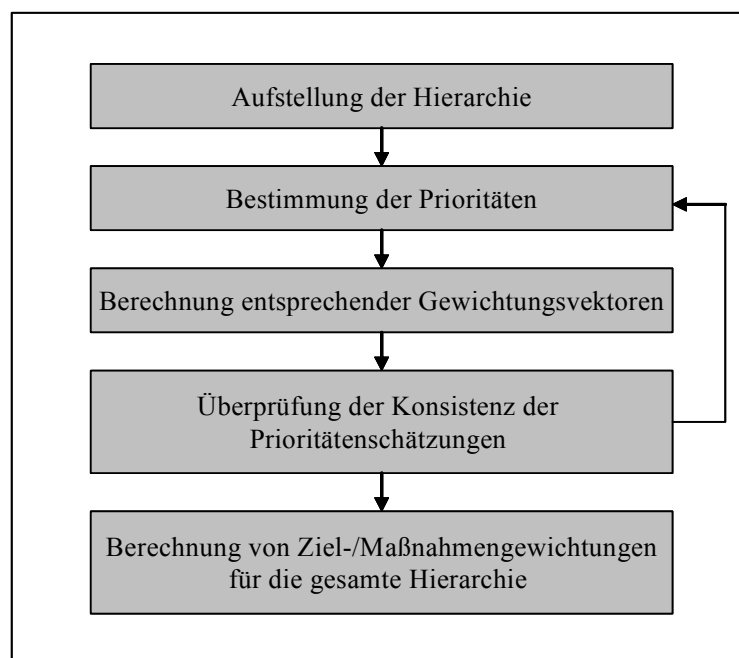 Aufstellung der Hierarchie
Bestimmung der Prioritäten
Berechnung entsprechender Gewichtungsvektoren
Überprüfung der Konsistenz der
Prioritätenschätzungen
Berechnung von Ziel-/Maßnahmengewichtungen
für die gesamte Hierarchie